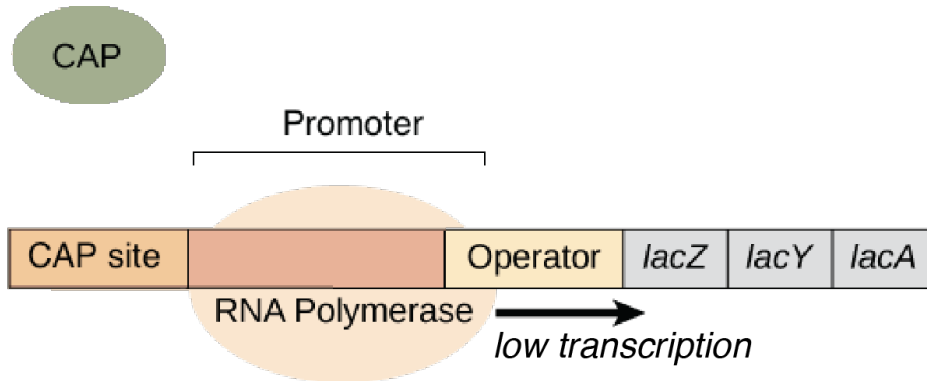 CAP
Promoter
CAP site
Operator
lacZ
lacY
lacA
RNA Polymerase
low transcription